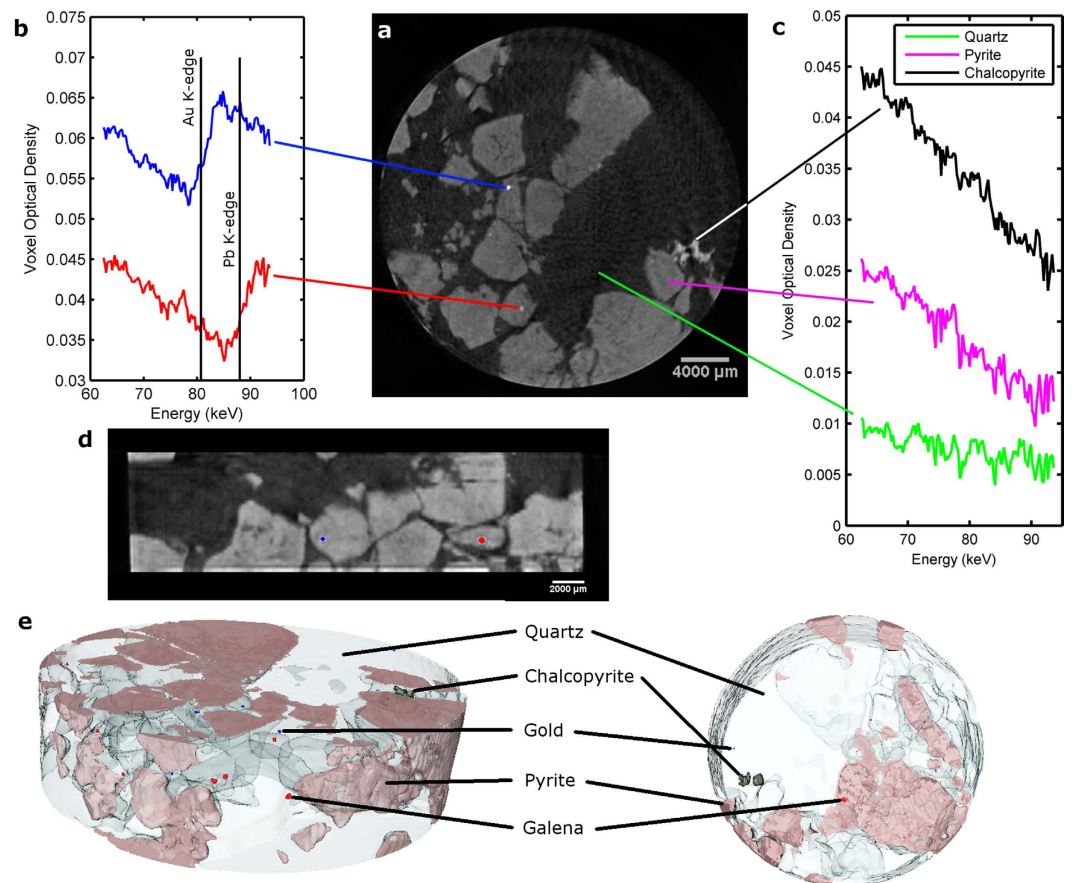 b
0.075
0.07
0.065
0.06
0.055
0.05
0.045
0.04
0.035
0.03
Voxel Optical Density
Au K-edge
Pb K-edge
60 70 80 90 100
Energy (keV)
a
4000 µm
c
0.05
0.045
0.04
0.035
0.03
0.025
0.02
0.015
0.01
0.005
0
Voxel Optical Density
Quartz
Pyrite
Chalcopyrite
60 70 80 90
Energy (keV)
d
2000 µm
e
Quartz
Chalcopyrite
Gold
Pyrite
Galena